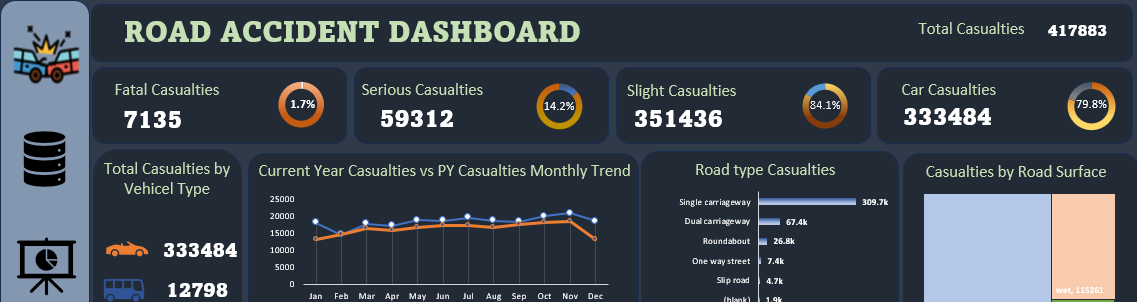 ROAD ACCIDENT DASHBOARD
Total Casualties 417883
Fatal Casualties
7135
1.7%
Serious Casualties
59312
14.2%
Slight Casualties
351436
84.1%
Car Casualties
333484
79.8%
Total Casualties by
Vehicel Type
333484
12798
Current Year Casualties vs PY Casualties Monthly Trend
25000
20000
15000
10000
5000
0
Jan Feb Mar Apr May Jun Jul Aug Sep Oct Nov Dec
Road type Casualties
Single carriageway 309.7k
Dual carriageway 67.4k
Roundabout 26.8k
One way street 7.4k
Slip road 4.7k
(blank) 1.9k
Casualties by Road Surface
wet, 115261